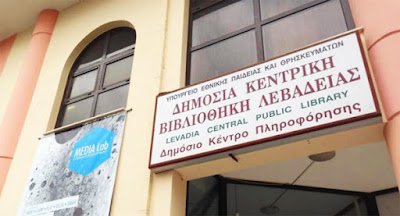 ΥΠΟΥΡΓΕΙΟ ΕΘΝΙΚΗΣ ΠΑΙΔΕΙΑΣ ΚΑΙ ΘΡΗΣΚΕΥΜΑΤΩΝ
ΔΗΜΟΣΙΑ ΚΕΝΤΡΙΚΗ
ΒΙΒΛΙΟΘΗΚΗ ΛΕΒΑΔΕΙΑΣ
LEVADIA CENTRAL PUBLIC LIBRARY
Δημόσιο Κέντρο Πληροφόρησης
MEDIA Lab